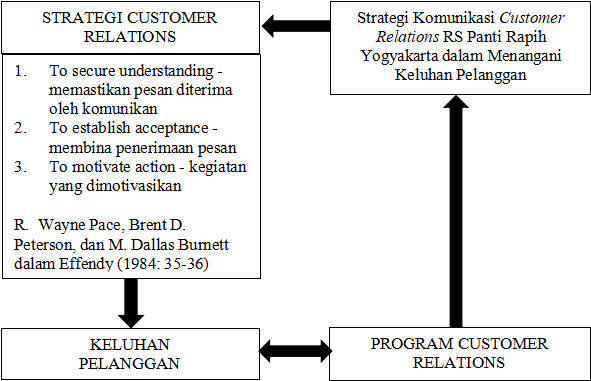 STRATEGI CUSTOMER
RELATIONS
1. To secure understanding -
memastikan pesan diterima
oleh komunikan
2. To establish acceptance -
membina penerimaan pesan
3. To motivate action - kegiatan
yang dimotivasikan
R. Wayne Pace, Brent D.
Peterson, dan M. Dallas Burnett
dalam Effendy (1984: 35-36)
Strategi Komunikasi Customer
Relations RS Panti Rapih
Yogyakarta dalam Menangani
Keluhan Pelanggan
KELUHAN
PELANGGAN
PROGRAM CUSTOMER
RELATIONS